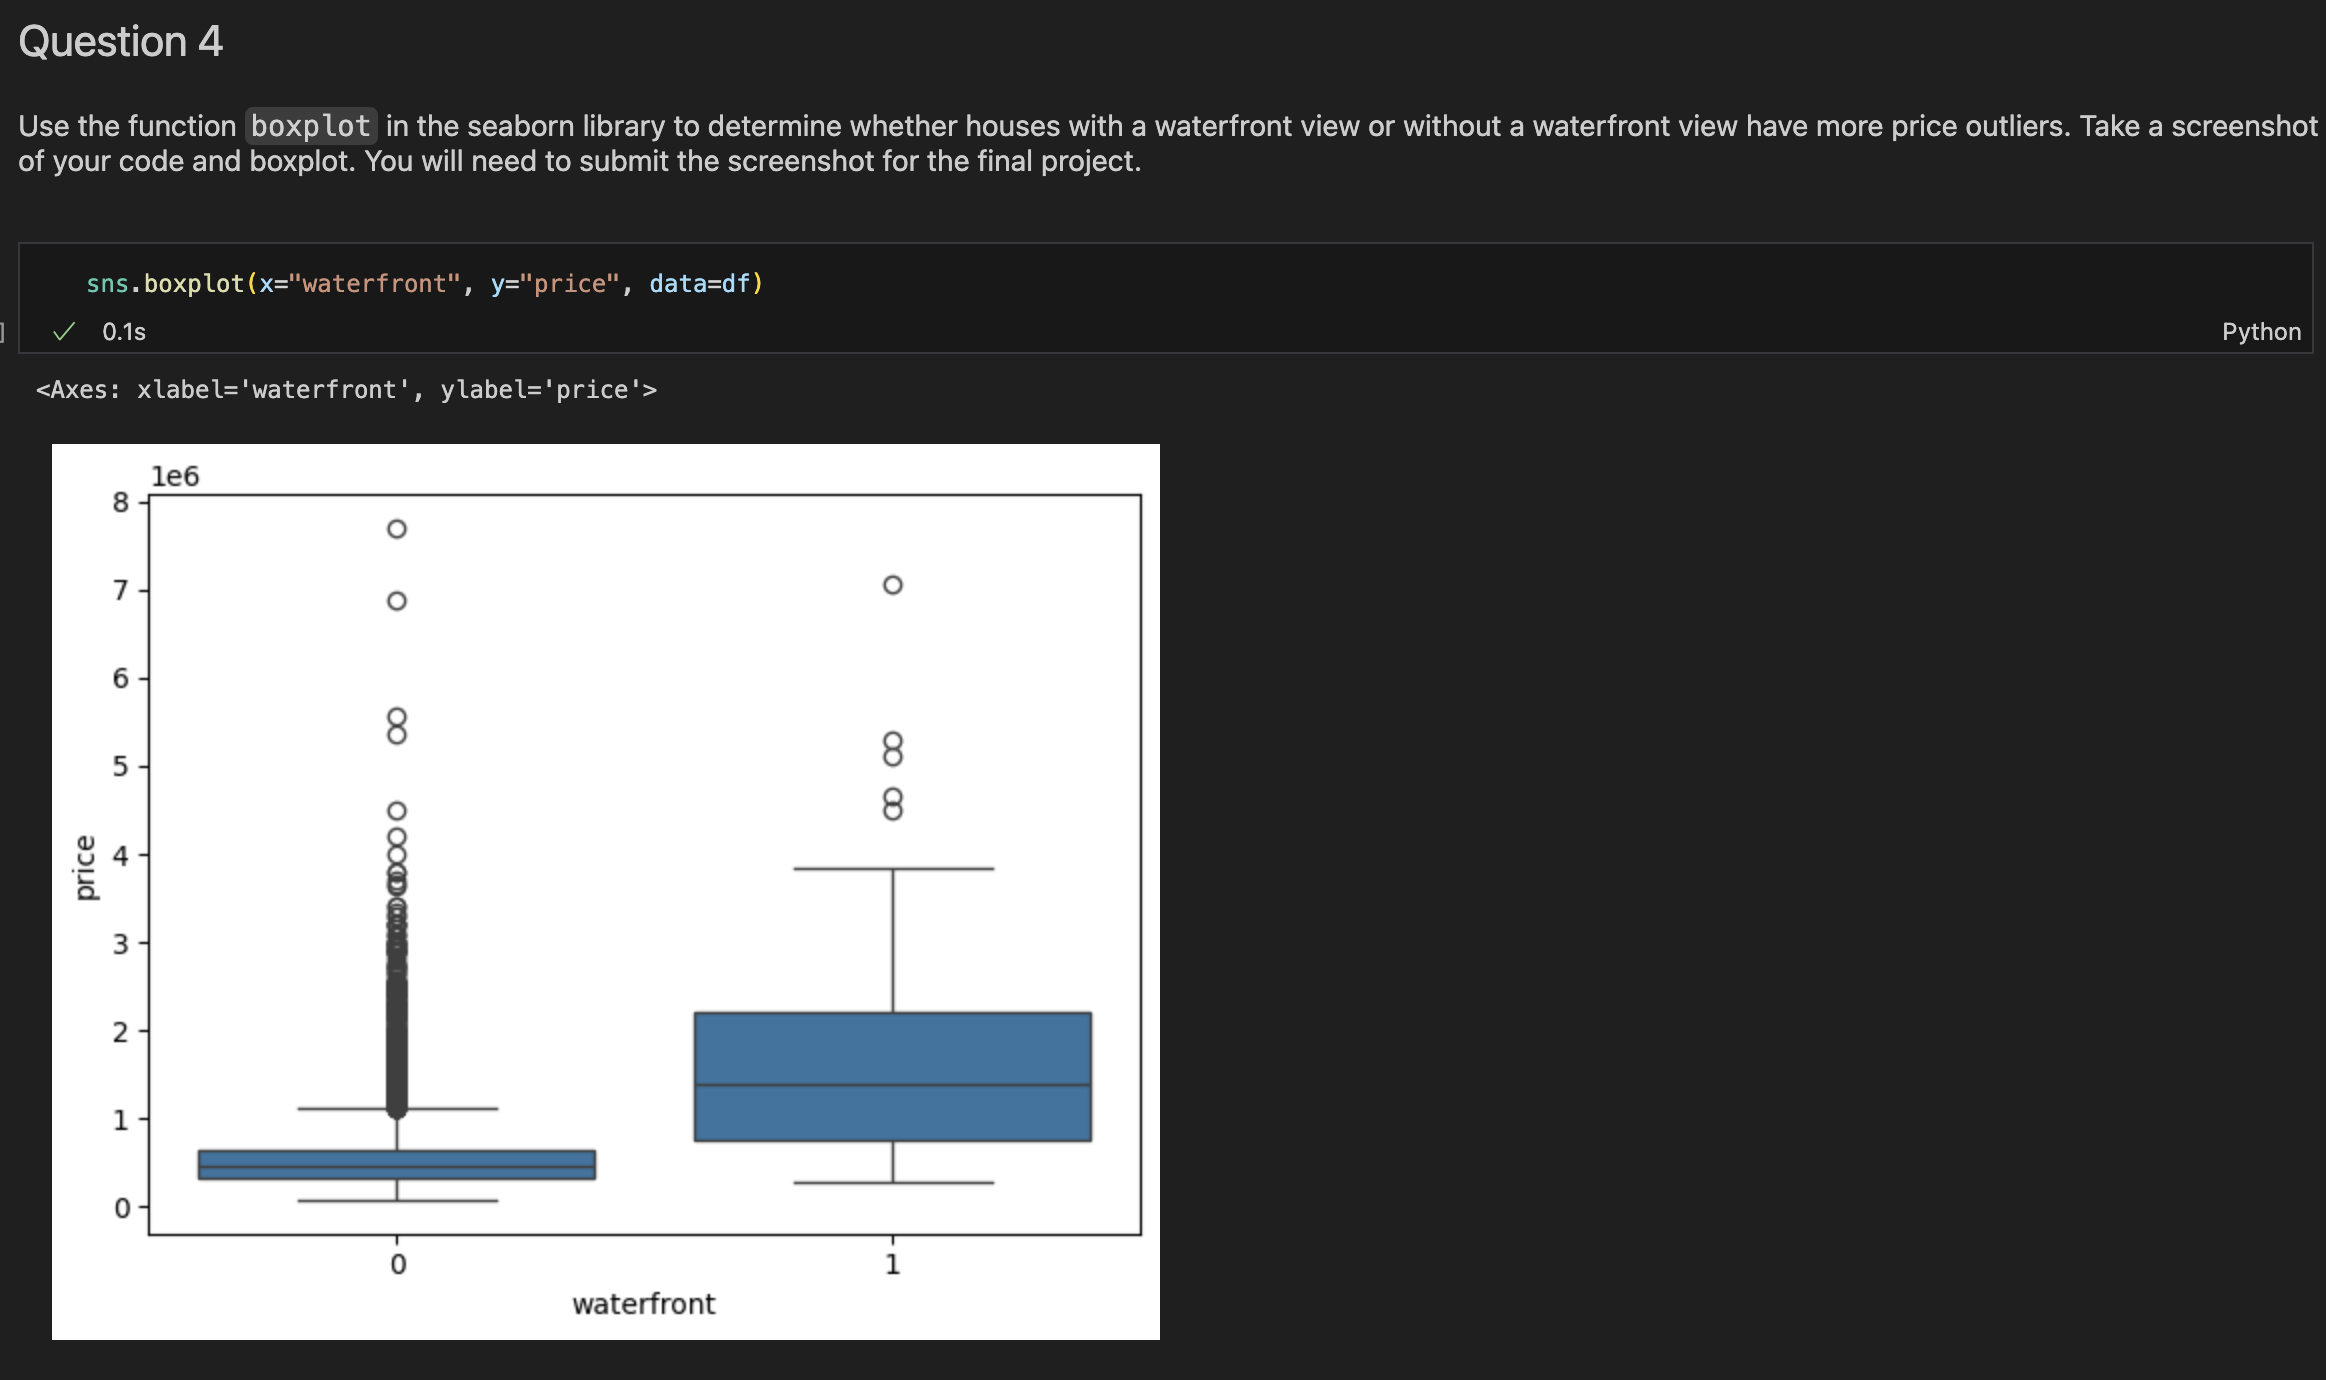 Question 4
Use the function boxplot in the seaborn library to determine whether houses with a waterfront view or without a waterfront view have more price outliers. Take a screenshot
of your code and boxplot. You will need to submit the screenshot for the final project.
sns.boxplot(x="waterfront", y="price", data=df)
] ✓ 0.1s Python
<Axes: xlabel='waterfront', ylabel='price'>
1e6
8
7
6
5
4
3
2
1
0
price
0 1
waterfront